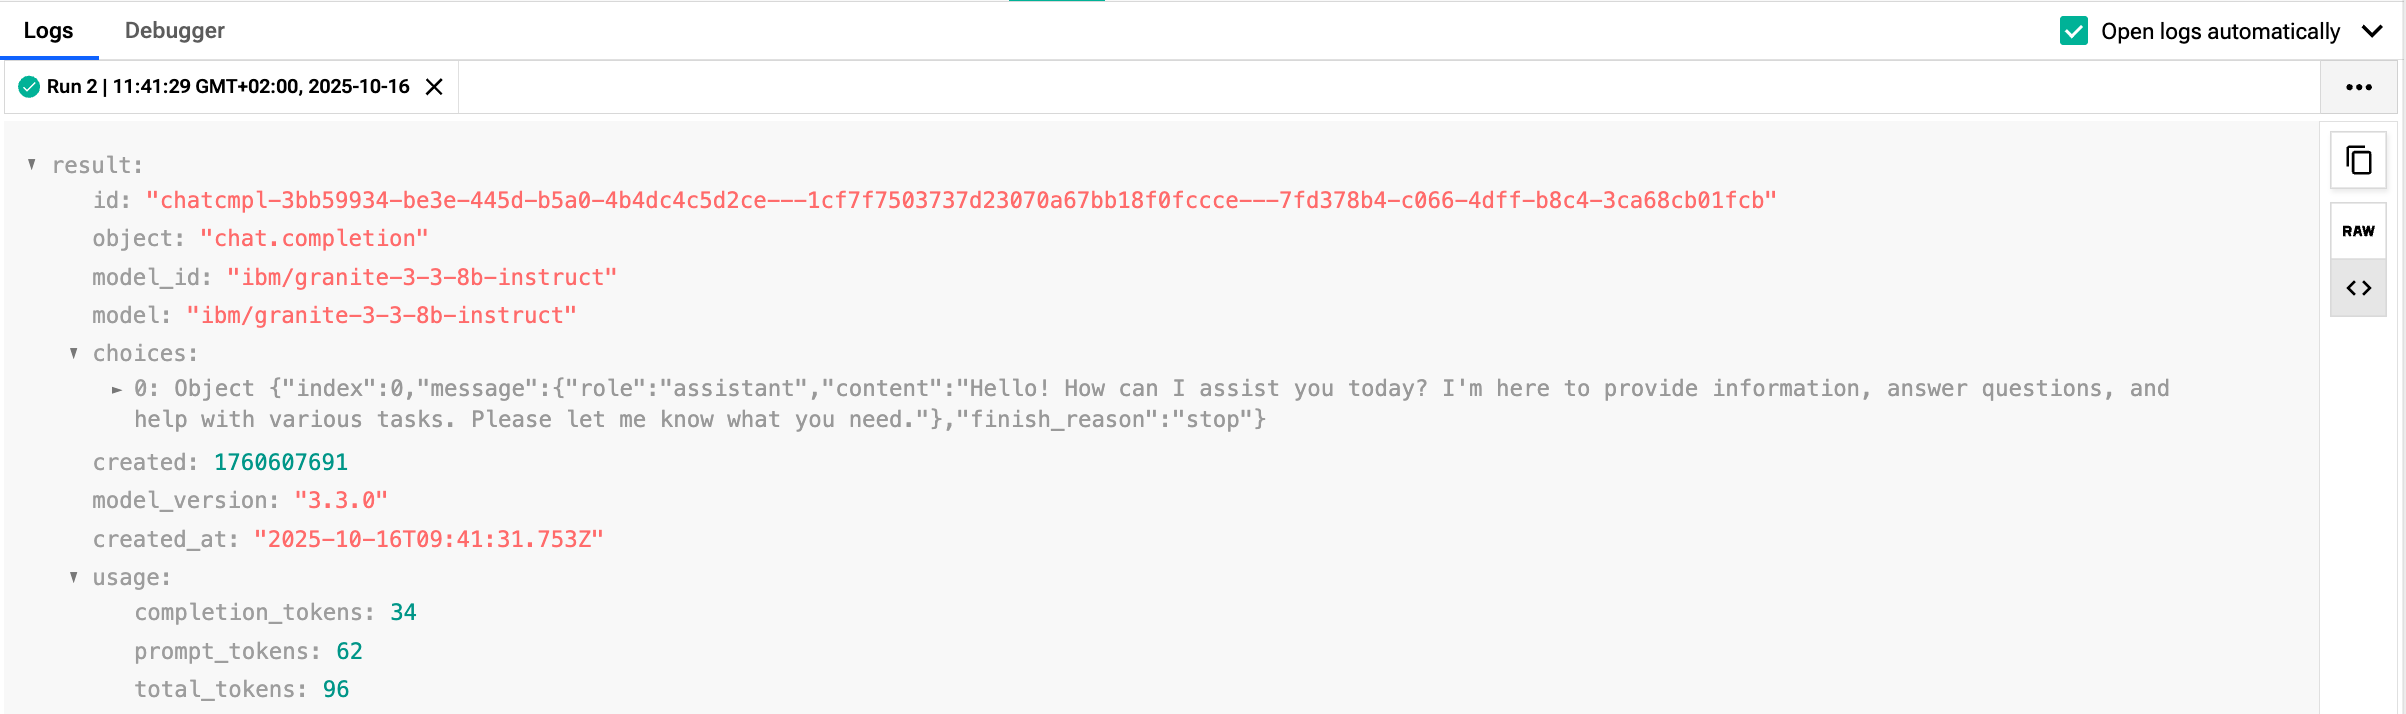 Logs Debugger Open logs automatically
Run 2 | 11:41:29 GMT+02:00, 2025-10-16
result:
id: "chatcmpl-3bb59934-be3e-445d-b5a0-4b4dc4c5d2ce---1cf7f7503737d23070a67bb18f0fccce---7fd378b4-c066-4dff-b8c4-3ca68cb01fcb"
object: "chat.completion"
RAW
model_id: "ibm/granite-3-3-8b-instruct"
model: "ibm/granite-3-3-8b-instruct"
choices:
0: Object {"index":0,"message":{"role":"assistant","content":"Hello! How can I assist you today? I'm here to provide information, answer questions, and
help with various tasks. Please let me know what you need."},"finish_reason":"stop"}
created: 1760607691
model_version: "3.3.0"
created_at: "2025-10-16T09:41:31.753Z"
usage:
completion_tokens: 34
prompt_tokens: 62
total_tokens: 96